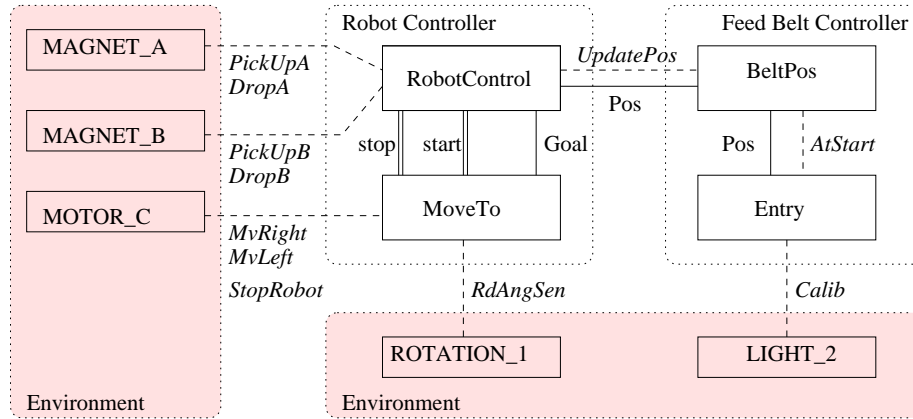 Robot Controller
Feed Belt Controller
MAGNET_A
PickUpA
DropA
RobotControl
UpdatePos
Pos
BeltPos
MAGNET_B
PickUpB
DropB
stop
start
Goal
Pos
AtStart
MOTOR_C
MvRight
MvLeft
StopRobot
MoveTo
Entry
RdAngSen
Calib
ROTATION_1
LIGHT_2
Environment
Environment